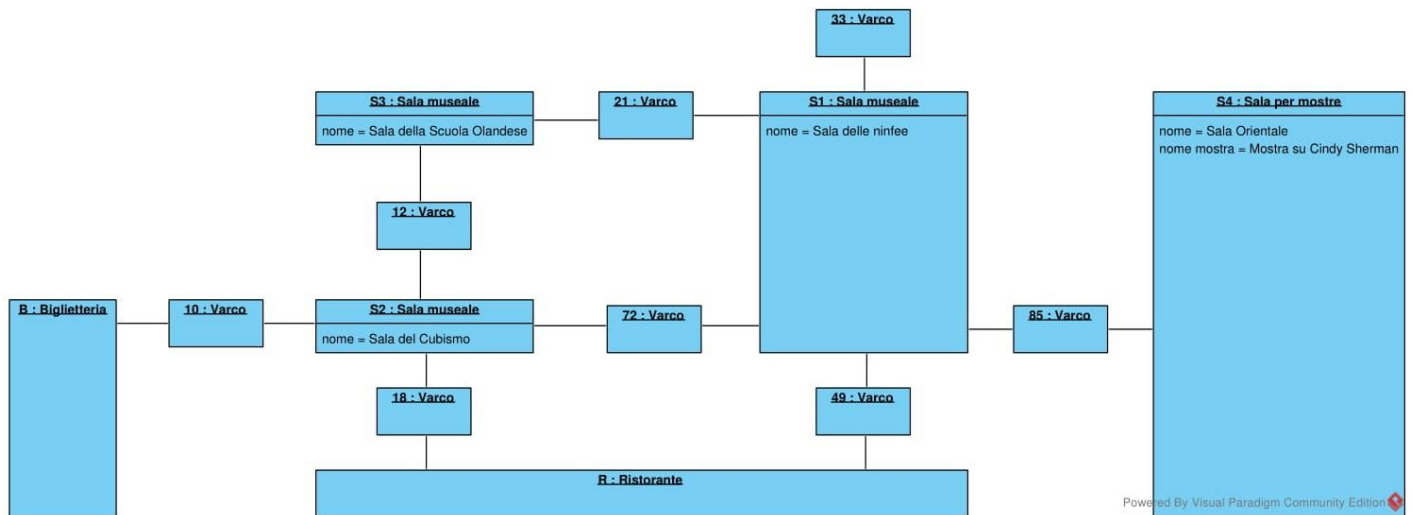 33 : Varco
S3 : Sala museale
nome = Sala della Scuola Olandese
21 : Varco
S1 : Sala museale
nome = Sala delle ninfee
S4 : Sala per mostre
nome = Sala Orientale
nome mostra = Mostra su Cindy Sherman
12 : Varco
B : Biglietteria
10 : Varco
S2 : Sala museale
nome = Sala del Cubismo
72 : Varco
85 : Varco
18 : Varco
49 : Varco
R : Ristorante
Powered By Visual Paradigm Community Edition